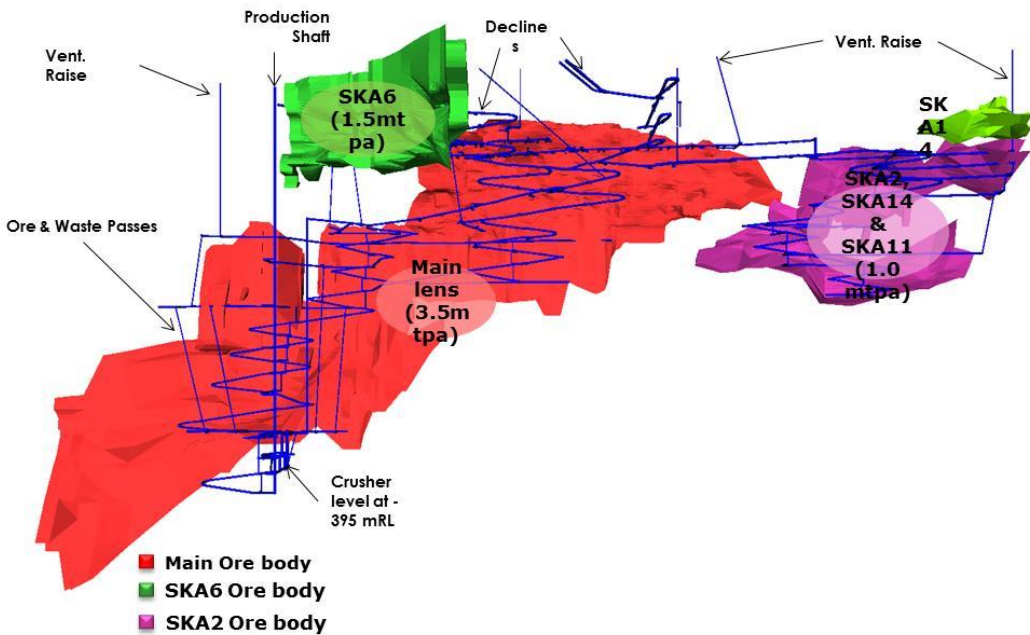 Production
Shaft
Decline
s
Vent. Raise
Vent.
Raise
SKA6
(1.5mt
pa)
SK
A1
4
SKA2,
SKA14
&
SKA11
(1.0
mtpa)
Ore & Waste Passes
Main
lens
(3.5m
tpa)
Crusher
level at -
395 mRL
Main Ore body
SKA6 Ore body
SKA2 Ore body